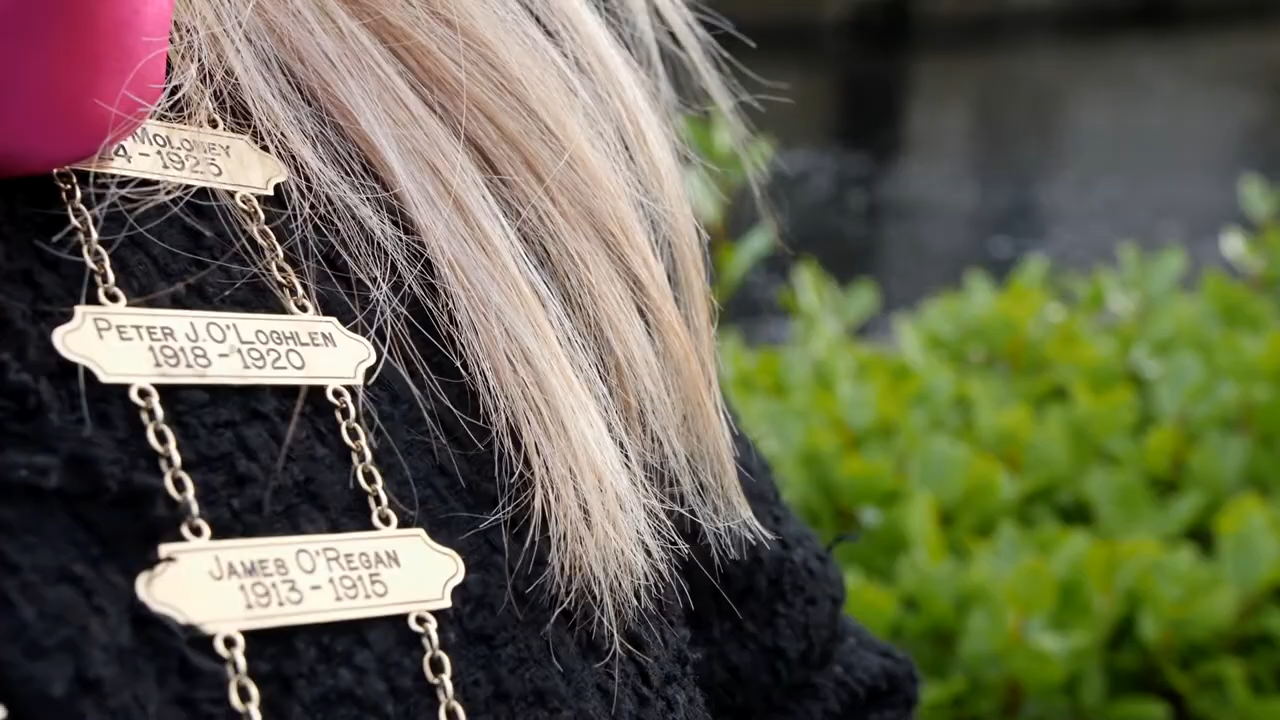 Moloney
4 - 1925
Peter J. O'Loghlen
1918 - 1920
James O'Regan
1913 - 1915